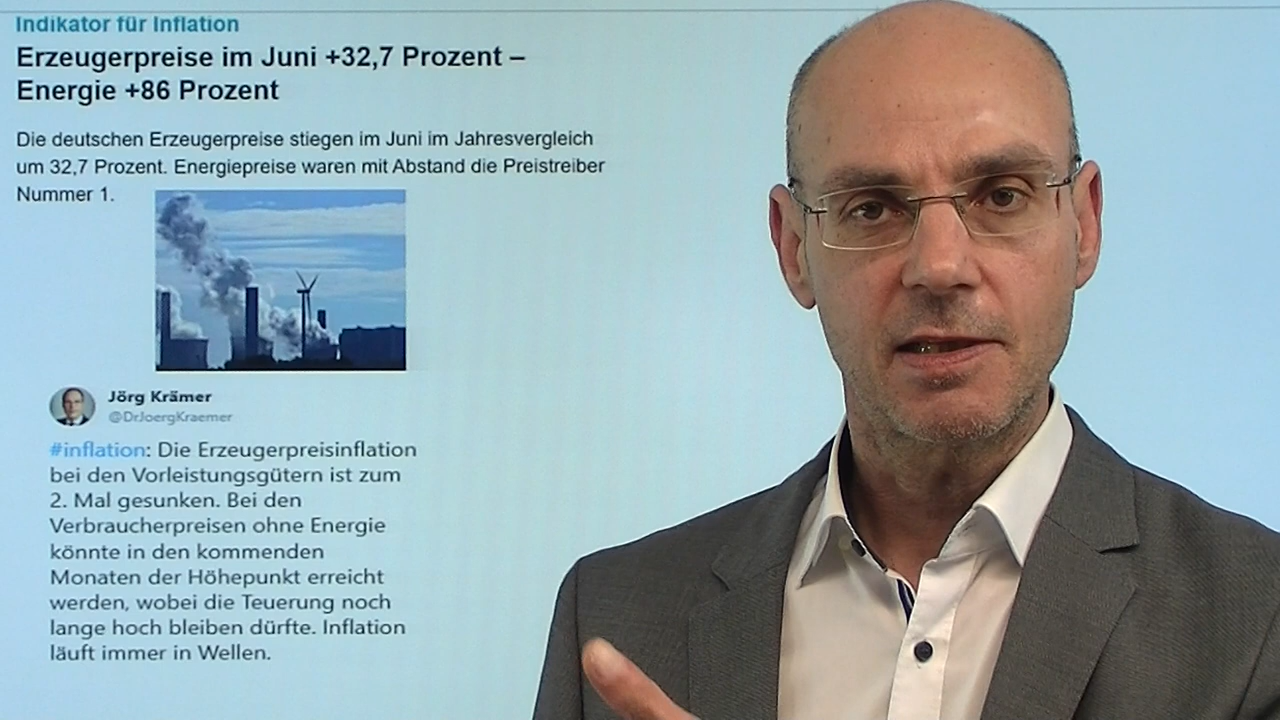 Indikator für Inflation
Erzeugerpreise im Juni +32,7 Prozent –
Energie +86 Prozent
Die deutschen Erzeugerpreise stiegen im Juni im Jahresvergleich
um 32,7 Prozent. Energiepreise waren mit Abstand die Preistreiber
Nummer 1.
Jörg Krämer
@DrJoergKraemer
#inflation: Die Erzeugerpreisinflation
bei den Vorleistungsgütern ist zum
2. Mal gesunken. Bei den
Verbraucherpreisen ohne Energie
könnte in den kommenden
Monaten der Höhepunkt erreicht
werden, wobei die Teuerung noch
lange hoch bleiben dürfte. Inflation
läuft immer in Wellen.